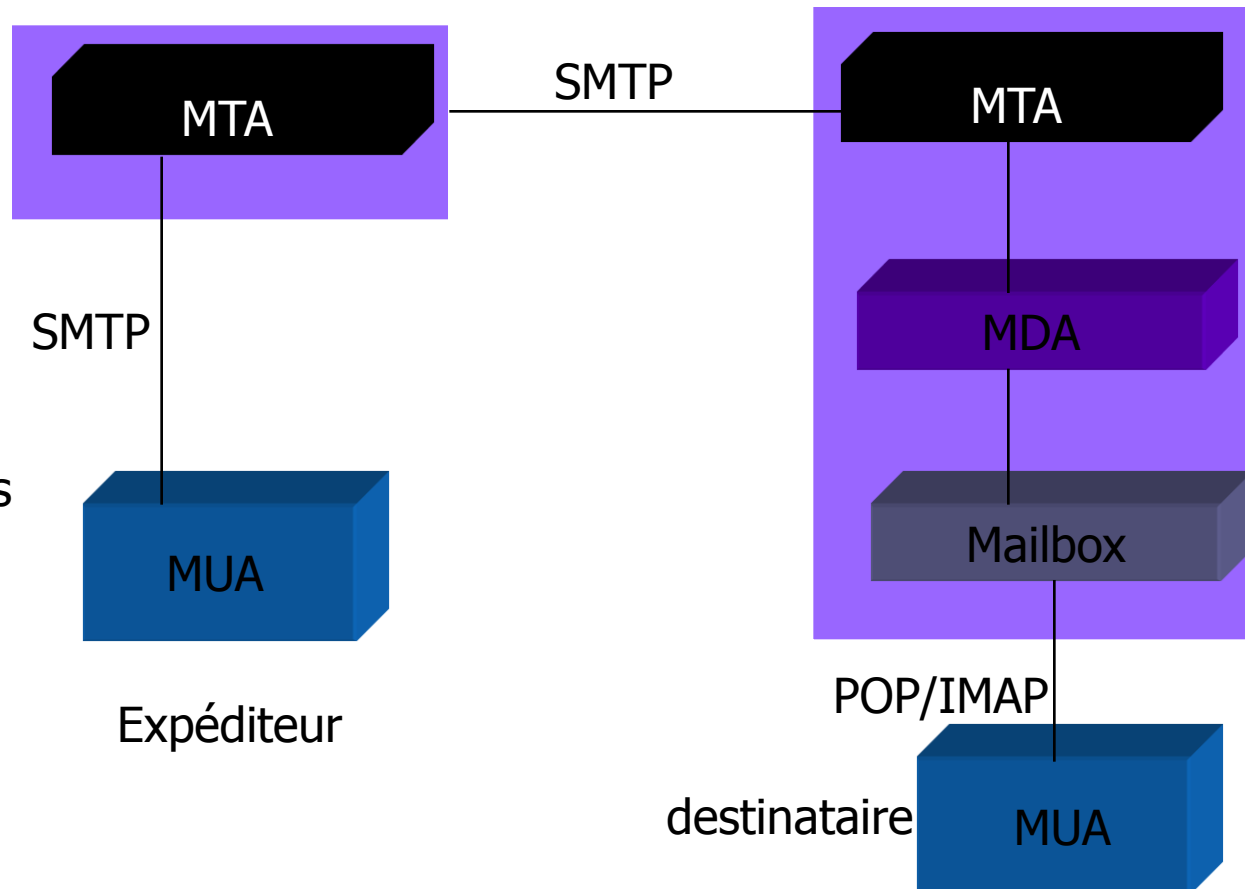 SMTP
MTA
MTA
SMTP
MDA
s
Mailbox
MUA
POP/IMAP
Expéditeur
destinataire
MUA